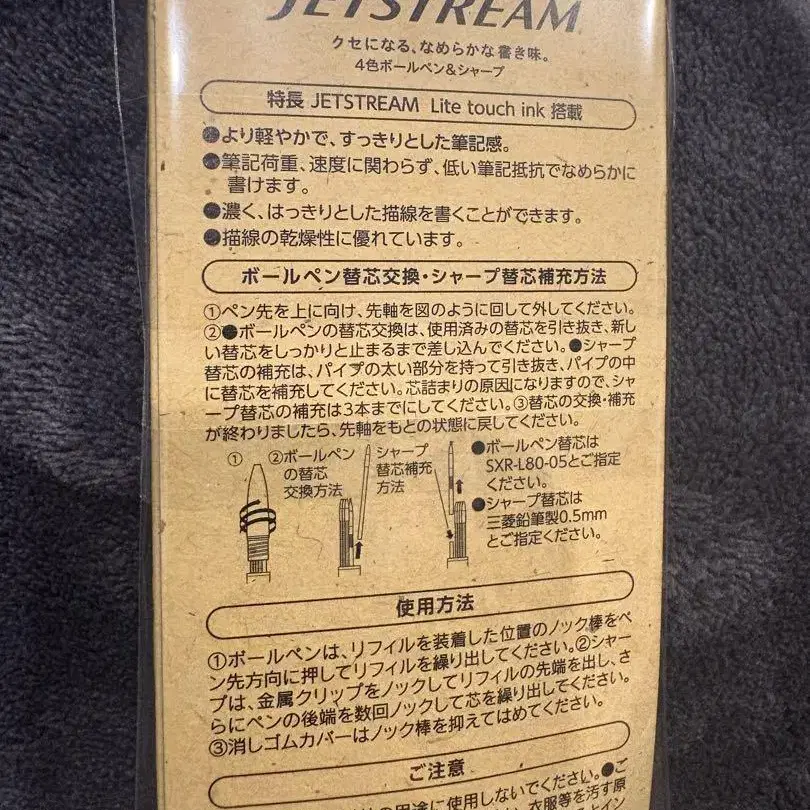 JETSTREAM
クセになる、なめらかな書き味。
4色ボールペン&シャープ
特長 JETSTREAM Lite touch ink 搭載
●より軽やかで、すっきりとした筆記感。
●筆記荷重、速度に関わらず、低い筆記抵抗でなめらかに
書けます。
●濃く、はっきりとした描線を書くことができます。
●描線の乾燥性に優れています。
ボールペン替芯交換・シャープ替芯補充方法
①ペン先を上に向け、先軸を図のように回して外してください。
②●ボールペンの替芯交換は、使用済みの替芯を引き抜き、新し
い替芯をしっかりと止まるまで差し込んでください。●シャープ
替芯の補充は、パイプの太い部分を持って引き抜き、パイプの中
に替芯を補充してください。芯詰まりの原因になりますので、シャ
ープ替芯の補充は3本までにしてください。③替芯の交換・補充
が終わりましたら、先軸をもとの状態に戻してください。
①
②ボールペン
の替芯
交換方法
シャープ
替芯補充
方法
●ボールペン替芯は
SXR-L80-05とご指定
ください。
●シャープ替芯は
三菱鉛筆製0.5mm
とご指定ください。
使用方法
①ボールペンは、リフィルを装着した位置のノック棒をペ
ン先方向に押してリフィルを繰り出してください。②シャー
プは、金属クリップをノックしてリフィルの先端を出し、さ
らにペンの後端を数回ノックして芯を繰り出してください。
③消しゴムカバーはノック棒を抑えてはめてください。
ご注意
の用途に使用しないでください。●こ
衣服等を汚す原